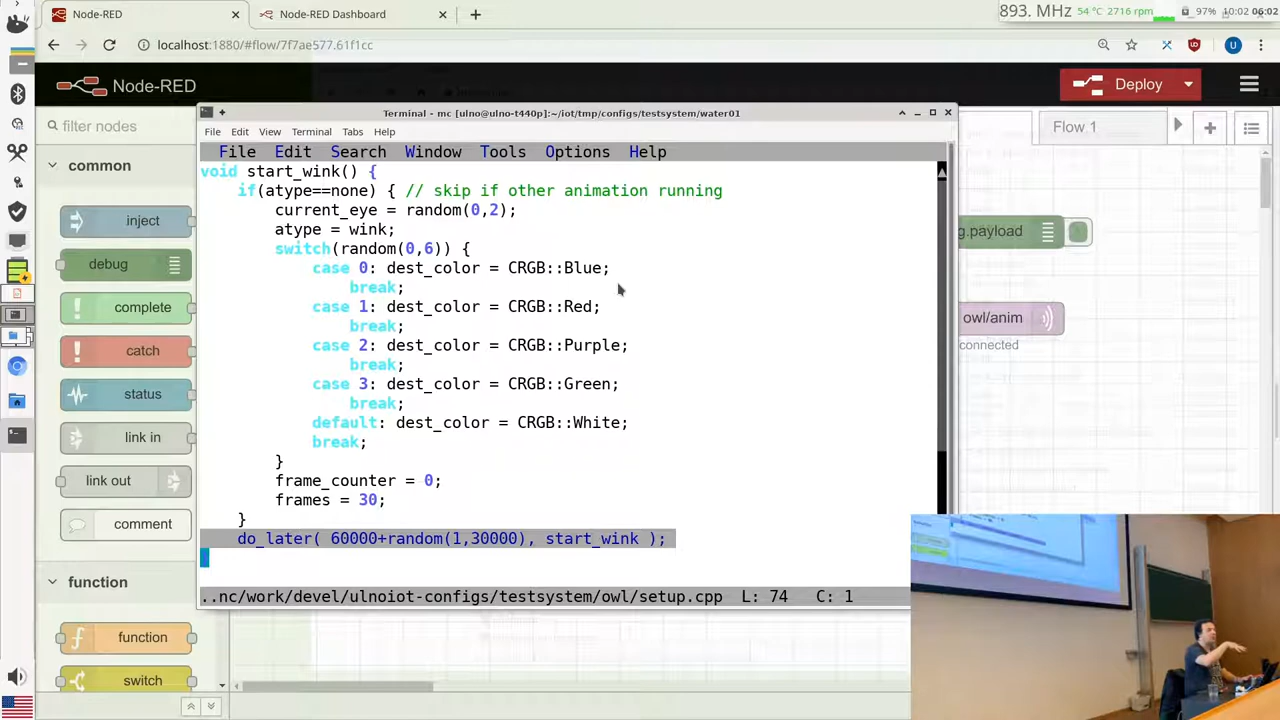 Node-RED
Node-RED Dashboard
893. MHz 54 °C 2716 rpm 97% 10:02 06:02
localhost:1880/#flow/7f7ae577.61f1cc
U
Node-RED
Deploy
filter nodes
common
inject
debug
complete
catch
status
link in
link out
comment
function
function
switch
Flow 1
g.payload
owl/anim
connected
Terminal - mc [ulno@ulno-t440p]:~/iot/tmp/configs/testsystem/water01
File Edit View Terminal Tabs Help
File Edit Search Window Tools Options Help
void start_wink() {
if(atype==none) { // skip if other animation running
current_eye = random(0,2);
atype = wink;
switch(random(0,6)) {
case 0: dest_color = CRGB::Blue;
break;
case 1: dest_color = CRGB::Red;
break;
case 2: dest_color = CRGB::Purple;
break;
case 3: dest_color = CRGB::Green;
break;
default: dest_color = CRGB::White;
break;
}
frame_counter = 0;
frames = 30;
}
do_later( 60000+random(1,30000), start_wink );
..nc/work/devel/ulnoiot-configs/testsystem/owl/setup.cpp L: 74 C: 1